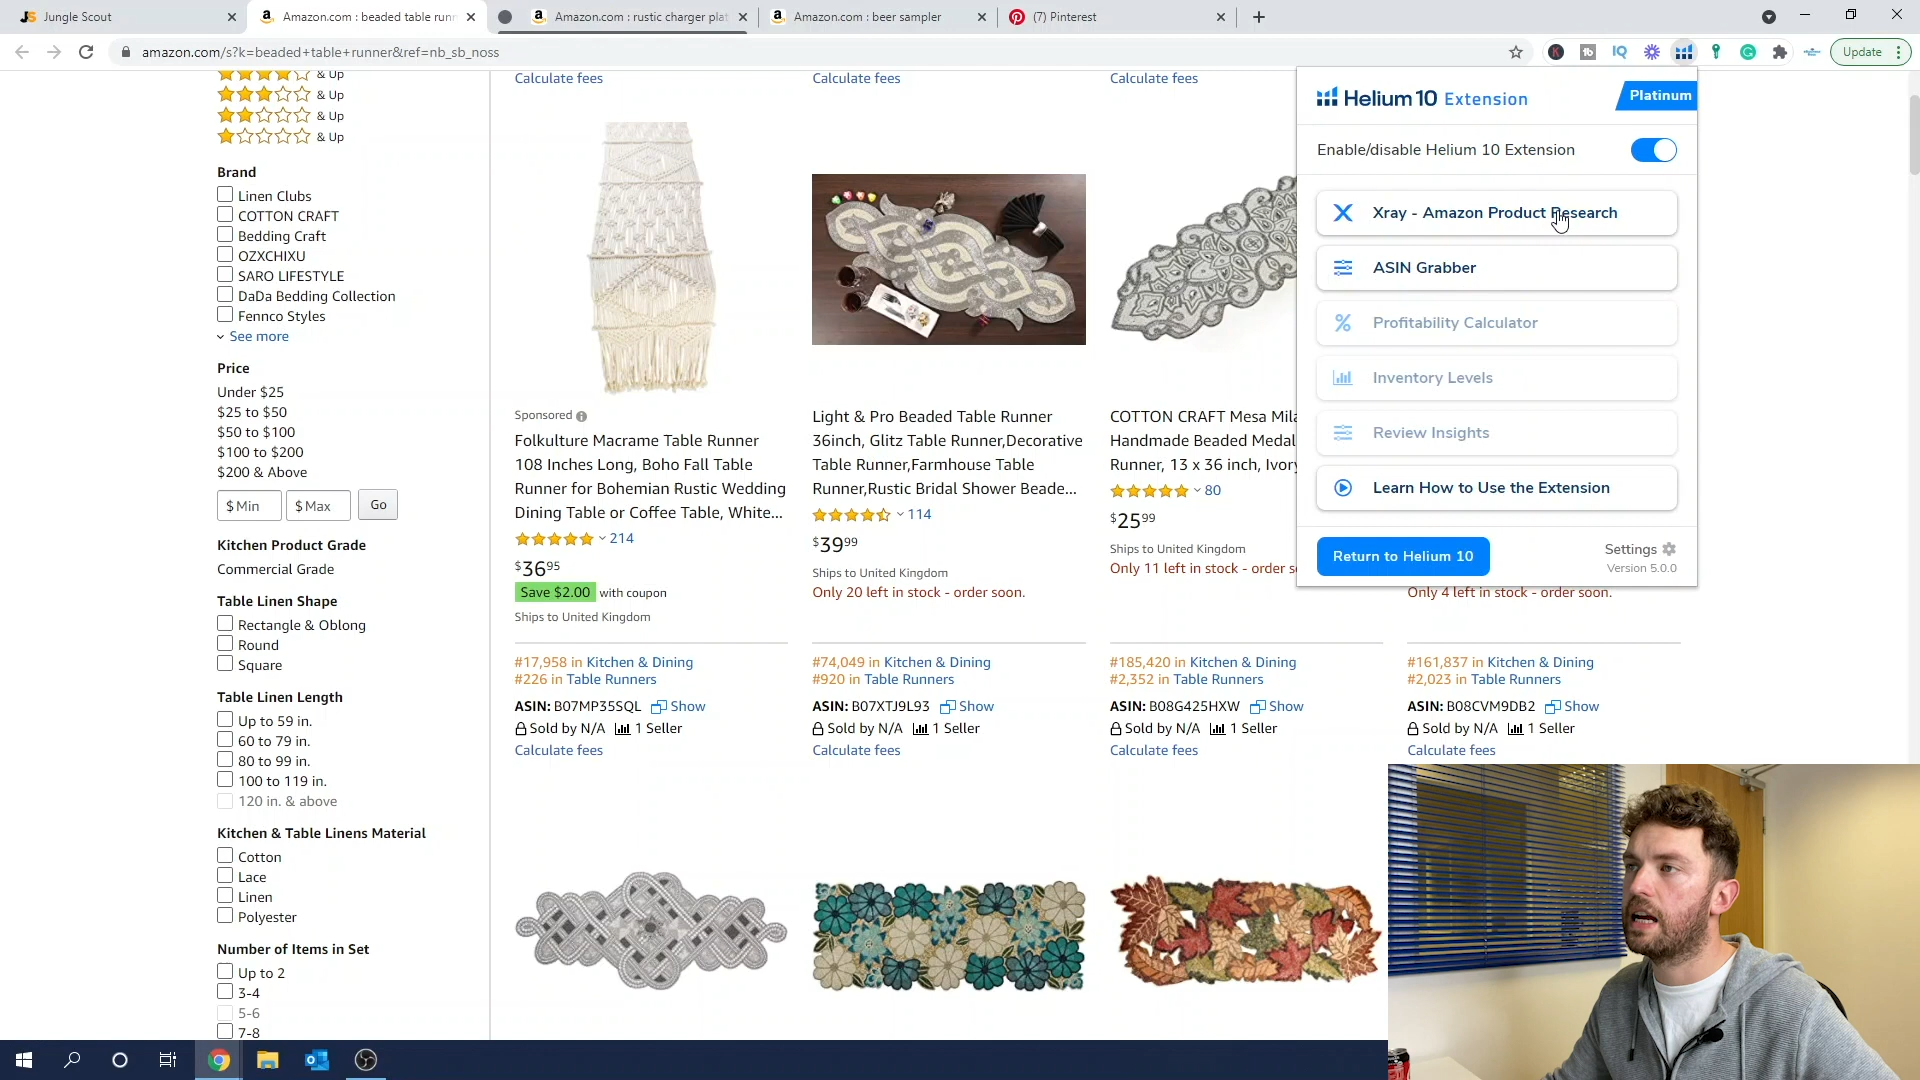 Jungle Scout
Amazon.com : beaded table runn
Amazon.com : rustic charger plat
Amazon.com : beer sampler
(7) Pinterest
amazon.com/s?k=beaded+table+runner&ref=nb_sb_noss
Update
& Up
& Up
& Up
& Up
Brand
Linen Clubs
COTTON CRAFT
Bedding Craft
OZXCHIXU
SARO LIFESTYLE
DaDa Bedding Collection
Fennco Styles
See more
Price
Under $25
$25 to $50
$50 to $100
$100 to $200
$200 & Above
$ Min
$ Max
Go
Kitchen Product Grade
Commercial Grade
Table Linen Shape
Rectangle & Oblong
Round
Square
Table Linen Length
Up to 59 in.
60 to 79 in.
80 to 99 in.
100 to 119 in.
120 in. & above
Kitchen & Table Linens Material
Cotton
Lace
Linen
Polyester
Number of Items in Set
Up to 2
3-4
5-6
7-8
Calculate fees
Calculate fees
Calculate fees
Sponsored
Folkulture Macrame Table Runner
108 Inches Long, Boho Fall Table
Runner for Bohemian Rustic Wedding
Dining Table or Coffee Table, White...
214
$3695
Save $2.00 with coupon
Ships to United Kingdom
#17,958 in Kitchen & Dining
#226 in Table Runners
ASIN: B07MP35SQL Show
Sold by N/A 1 Seller
Calculate fees
Light & Pro Beaded Table Runner
36inch, Glitz Table Runner,Decorative
Table Runner,Farmhouse Table
Runner,Rustic Bridal Shower Beade...
114
$3999
Ships to United Kingdom
Only 20 left in stock - order soon.
#74,049 in Kitchen & Dining
#920 in Table Runners
ASIN: B07XTJ9L93 Show
Sold by N/A 1 Seller
Calculate fees
COTTON CRAFT Mesa Mila
Handmade Beaded Medal
Runner, 13 x 36 inch, Ivory
80
$2599
Ships to United Kingdom
Only 11 left in stock - order s
#185,420 in Kitchen & Dining
#2,352 in Table Runners
ASIN: B08G425HXW Show
Sold by N/A 1 Seller
Calculate fees
Only 4 left in stock - order soon.
#161,837 in Kitchen & Dining
#2,023 in Table Runners
ASIN: B08CVM9DB2 Show
Sold by N/A 1 Seller
Calculate fees
Helium 10 Extension
Platinum
Enable/disable Helium 10 Extension
Xray - Amazon Product Research
ASIN Grabber
Profitability Calculator
Inventory Levels
Review Insights
Learn How to Use the Extension
Return to Helium 10
Settings
Version 5.0.0